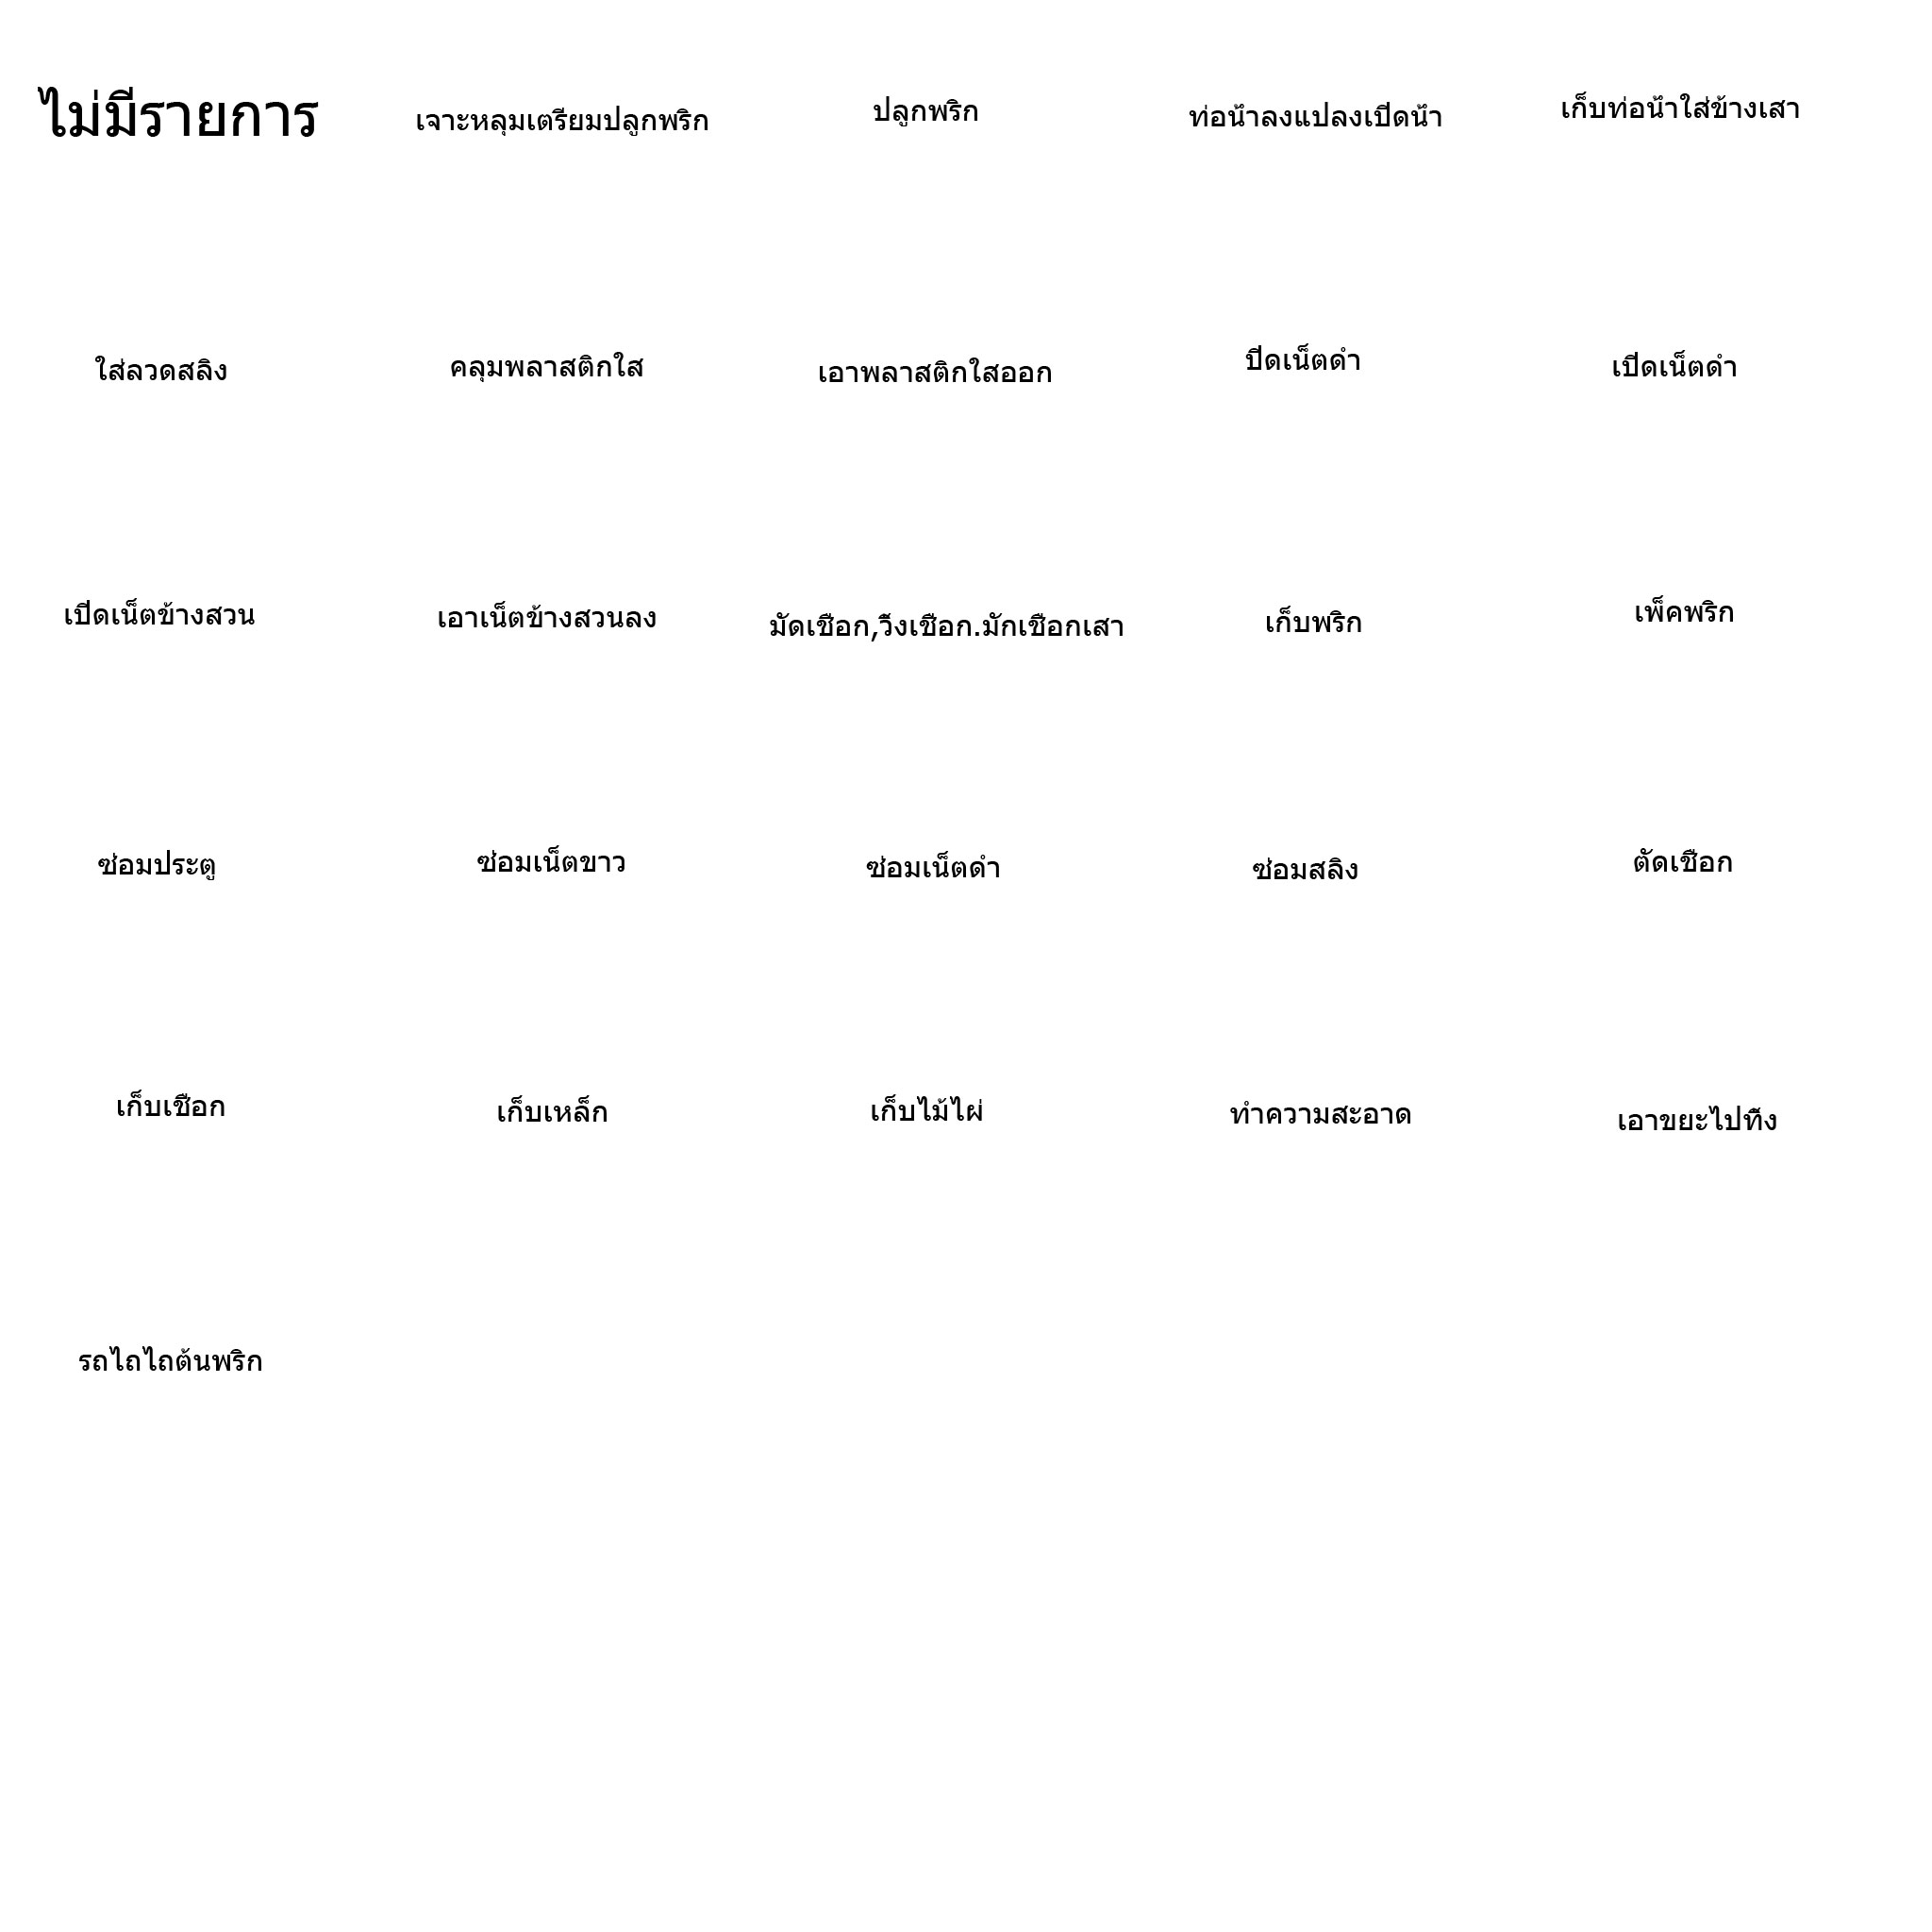 ไม่มีรายการ
เจาะหลุมเตรียมปลูกพริก
ปลูกพริก
ท่อน้ำลงแปลงเปิดน้ำ
เก็บท่อน้ำใส่ข้างเสา
ใส่ลวดสลิง
คลุมพลาสติกใส
เอาพลาสติกใสออก
ปิดเน็ตดำ
เปิดเน็ตดำ
เปิดเน็ตข้างสวน
เอาเน็ตข้างสวนลง
มัดเชือก,วิ่งเชือก.มักเชือกเสา
เก็บพริก
เพ็คพริก
ซ่อมประตู
ซ่อมเน็ตขาว
ซ่อมเน็ตดำ
ซ่อมสลิง
ตัดเชือก
เก็บเชือก
เก็บเหล็ก
เก็บไม้ไผ่
ทำความสะอาด
เอาขยะไปทิ้ง
รถไถไถต้นพริก